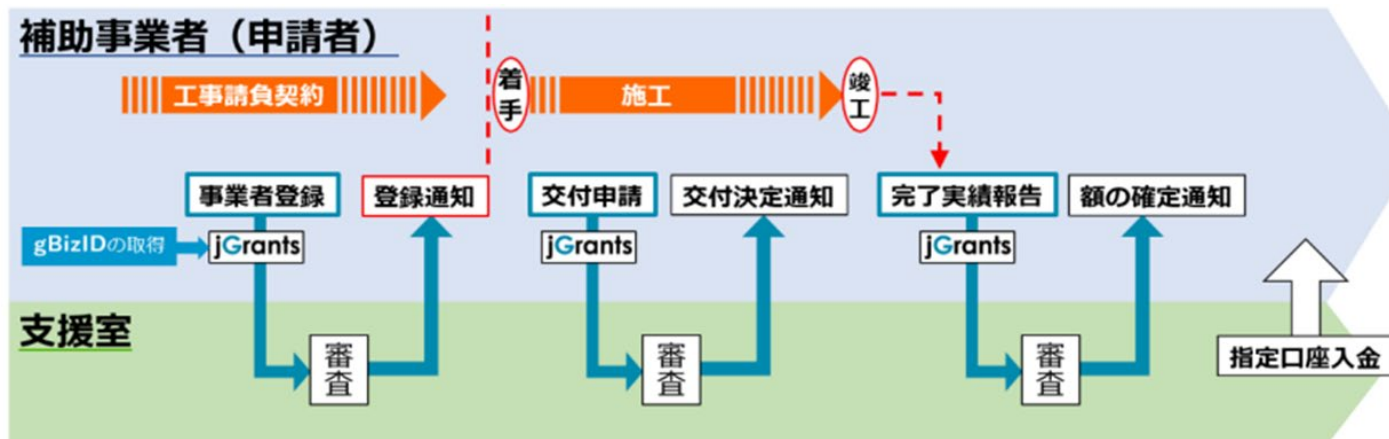 補助事業者（申請者）
工事請負契約
着手
施工
竣工
事業者登録
登録通知
交付申請
交付決定通知
完了実績報告
額の確定通知
gBizIDの取得
jGrants
jGrants
jGrants
支援室
審査
審査
審査
指定口座入金